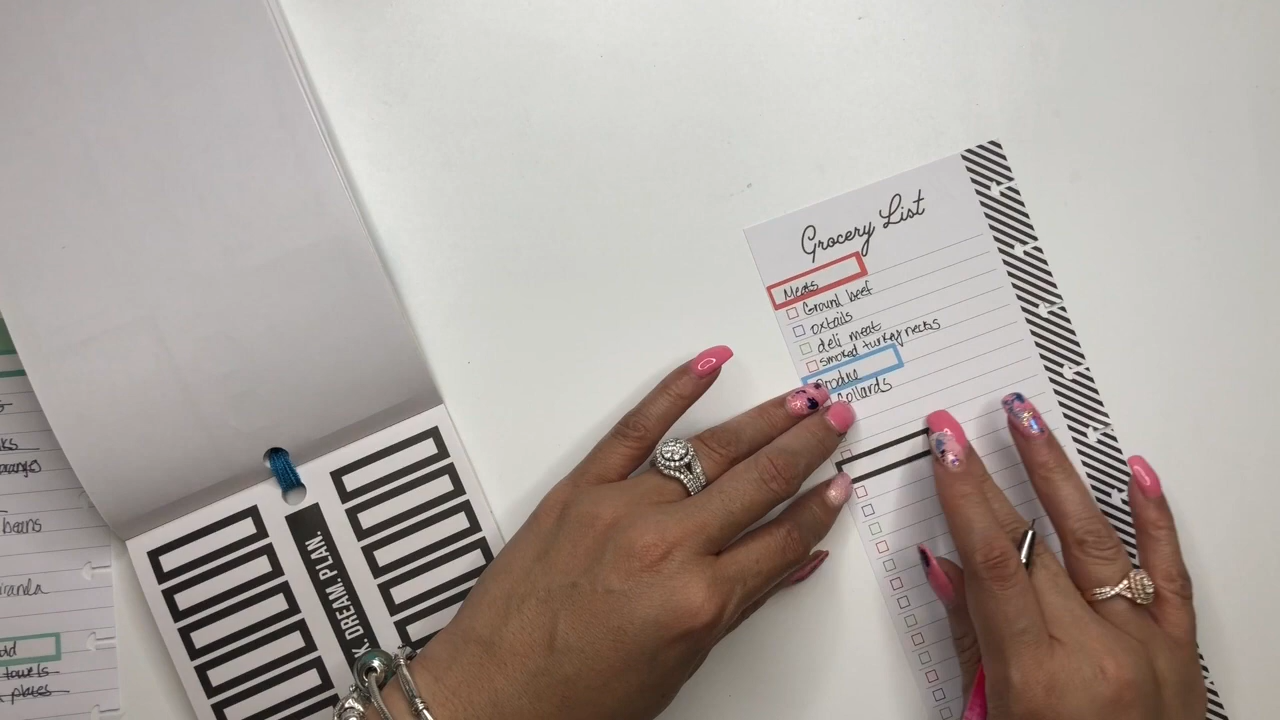 Grocery List
Meats
Ground beef
oxtails
deli meat
smoked turkey necks
Produce
Collards
DREAM. PLAN.
beans
towels
plates